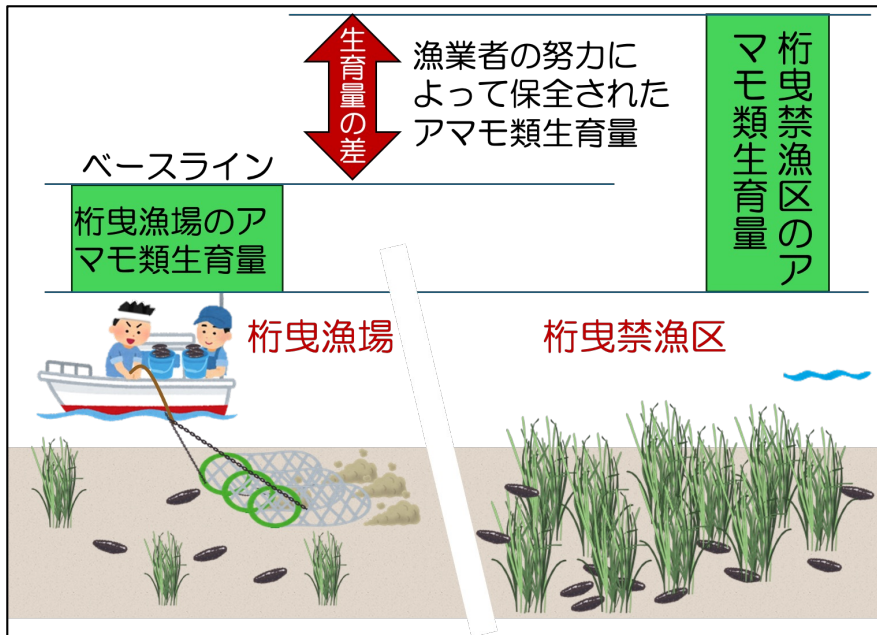 生育量の差
漁業者の努力に
よって保全された
アマモ類生育量
桁曳禁漁区のア
マモ類生育量
ベースライン
桁曳漁場のア
マモ類生育量
桁曳漁場
桁曳禁漁区